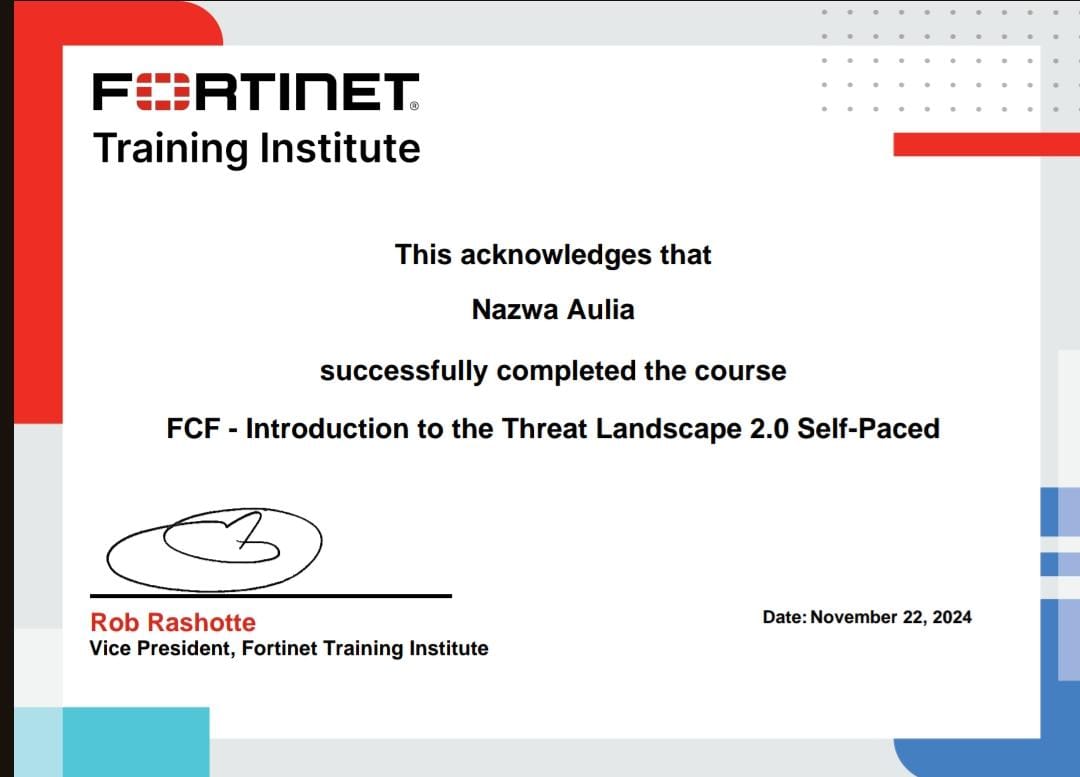 FORTINET®
Training Institute
This acknowledges that
Nazwa Aulia
successfully completed the course
FCF - Introduction to the Threat Landscape 2.0 Self-Paced
Rob Rashotte
Vice President, Fortinet Training Institute
Date: November 22, 2024